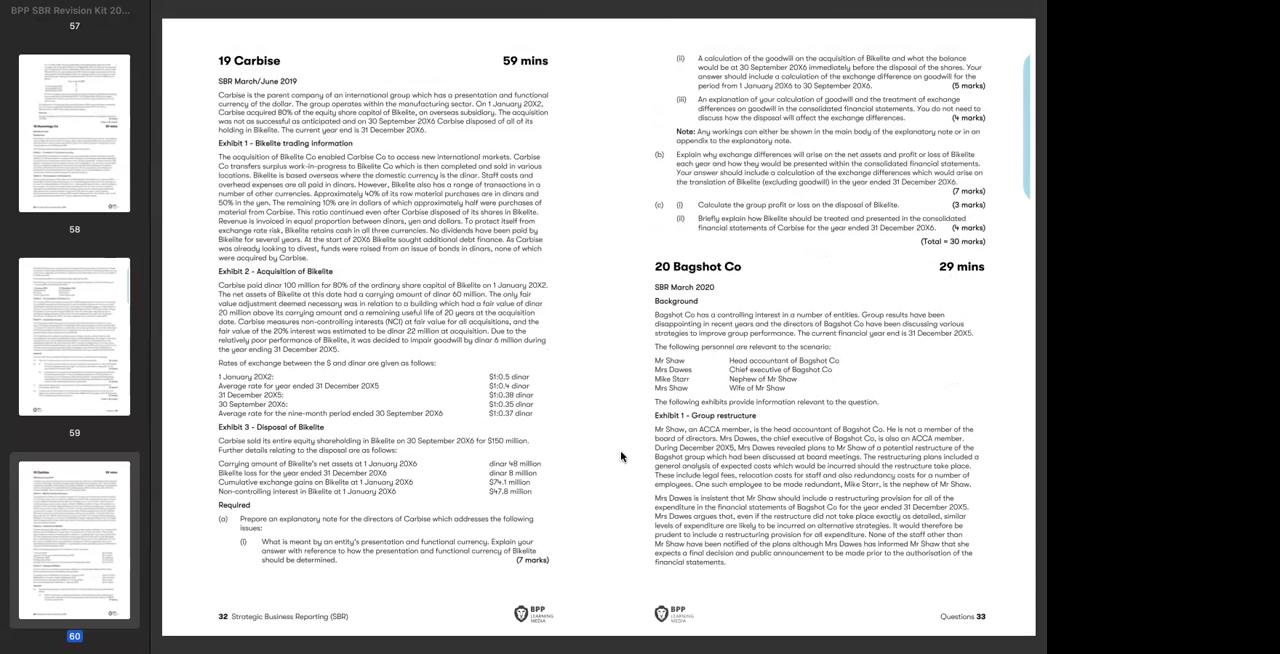 BPP SBR Revision Kit 20...
57
58
59
60
19 Carbise 59 mins
SBR March/June 2019
Carbise is the parent company of an international group which has a presentation and functional
currency of the dollar. The group operates within the manufacturing sector. On 1 January 20X2,
Carbise acquired 80% of the equity share capital of Bikelite, an overseas subsidiary. The
acquisition was not as successful as anticipated and on 30 September 20X6 Carbise disposed of all of its
holding in Bikelite. The current year end is 31 December 20X6.
Exhibit 1 - Bikelite trading information
The acquisition of Bikelite Co enabled Carbise Co to access new international markets. Carbise
Co transfers surplus work-in-progress to Bikelite Co which is then completed and sold in various
locations. Bikelite is based overseas where the domestic currency is the dinar. Staff costs and
overhead expenses are all paid in dinars. However, Bikelite also has a range of transactions in a
number of other currencies. Approximately 40% of its raw material purchases are in dinars and
50% in the yen. The remaining 10% are in dollars of which approximately half were purchases of
material from Carbise. This ratio continued even after Carbise disposed of its shares in Bikelite.
Revenue is invoiced in equal proportion between dinars, yen and dollars. To protect itself from
exchange rate risk, Bikelite retains cash in all three currencies. No dividends have been paid by
Bikelite for several years. At the start of 20X6 Bikelite sought additional debt finance. As Carbise
was already looking to divest, funds were raised from an issue of bonds in dinars, none of which
were acquired by Carbise.
Exhibit 2 - Acquisition of Bikelite
Carbise paid dinar 100 million for 80% of the ordinary share capital of Bikelite on 1 January 20X2.
The net assets of Bikelite at this date had a carrying amount of dinar 60 million. The only fair
value adjustment deemed necessary was in relation to a building which had a fair value of dinar
20 million above its carrying amount and a remaining useful life of 20 years at the acquisition
date. Carbise measures non-controlling interests (NCI) at fair value for all acquisitions, and the
fair value of the 20% interest was estimated to be dinar 22 million at acquisition. Due to the
relatively poor performance of Bikelite, it was decided to impair goodwill by dinar 6 million during
the year ending 31 December 20X5.
Rates of exchange between the $ and dinar are given as follows:
1 January 20X2: $1:0.5 dinar
Average rate for year ended 31 December 20X5 $1:0.4 dinar
31 December 20X5: $1:0.38 dinar
30 September 20X6: $1:0.35 dinar
Average rate for the nine-month period ended 30 September 20X6 $1:0.37 dinar
Exhibit 3 - Disposal of Bikelite
Carbise sold its entire equity shareholding in Bikelite on 30 September 20X6 for $150 million.
Further details relating to the disposal are as follows:
Carrying amount of Bikelite's net assets at 1 January 20X6 dinar 48 million
Bikelite loss for the year ended 31 December 20X6 dinar 8 million
Cumulative exchange gains on Bikelite at 1 January 20X6 $74.1 million
Non-controlling interest in Bikelite at 1 January 20X6 $47.8 million
Required
(a) Prepare an explanatory note for the directors of Carbise which addresses the following
issues:
(i) What is meant by an entity's presentation and functional currency. Explain your
answer with reference to how the presentation and functional currency of Bikelite
should be determined. (7 marks)
32 Strategic Business Reporting (SBR)
BPP
LEARNING
MEDIA
(ii) A calculation of the goodwill on the acquisition of Bikelite and what the balance
would be at 30 September 20X6 immediately before the disposal of the shares. Your
answer should include a calculation of the exchange difference on goodwill for the
period from 1 January 20X6 to 30 September 20X6. (5 marks)
(iii) An explanation of your calculation of goodwill and the treatment of exchange
differences on goodwill in the consolidated financial statements. You do not need to
discuss how the disposal will affect the exchange differences. (4 marks)
Note: Any workings can either be shown in the main body of the explanatory note or in an
appendix to the explanatory note.
(b) Explain why exchange differences will arise on the net assets and profit or loss of Bikelite
each year and how they would be presented within the consolidated financial statements.
Your answer should include a calculation of the exchange differences which would arise on
the translation of Bikelite (excluding goodwill) in the year ended 31 December 20X6.
(7 marks)
(c) (i) Calculate the group profit or loss on the disposal of Bikelite. (3 marks)
(ii) Briefly explain how Bikelite should be treated and presented in the consolidated
financial statements of Carbise for the year ended 31 December 20X6. (4 marks)
(Total = 30 marks)
20 Bagshot Co 29 mins
SBR March 2020
Background
Bagshot Co has a controlling interest in a number of entities. Group results have been
disappointing in recent years and the directors of Bagshot Co have been discussing various
strategies to improve group performance. The current financial year end is 31 December 20X5.
The following personnel are relevant to the scenario:
Mr Shaw Head accountant of Bagshot Co
Mrs Dawes Chief executive of Bagshot Co
Mike Starr Nephew of Mr Shaw
Mrs Shaw Wife of Mr Shaw
The following exhibits provide information relevant to the question.
Exhibit 1 - Group restructure
Mr Shaw, an ACCA member, is the head accountant of Bagshot Co. He is not a member of the
board of directors. Mrs Dawes, the chief executive of Bagshot Co, is also an ACCA member.
During December 20X5, Mrs Dawes revealed plans to Mr Shaw of a potential restructure of the
Bagshot group which had been discussed at board meetings. The restructuring plans included a
general analysis of expected costs which would be incurred should the restructure take place.
These include legal fees, relocation costs for staff and also redundancy costs for a number of
employees. One such employee to be made redundant, Mike Starr, is the nephew of Mr Shaw.
Mrs Dawes is insistent that Mr Shaw should include a restructuring provision for all of the
expenditure in the financial statements of Bagshot Co for the year ended 31 December 20X5.
Mrs Dawes argues that, even if the restructure did not take place exactly as detailed, similar
levels of expenditure are likely to be incurred on alternative strategies. It would therefore be
prudent to include a restructuring provision for all expenditure. None of the staff other than
Mr Shaw have been notified of the plans although Mrs Dawes has informed Mr Shaw that she
expects a final decision and public announcement to be made prior to the authorisation of the
financial statements.
BPP
LEARNING
MEDIA
Questions 33